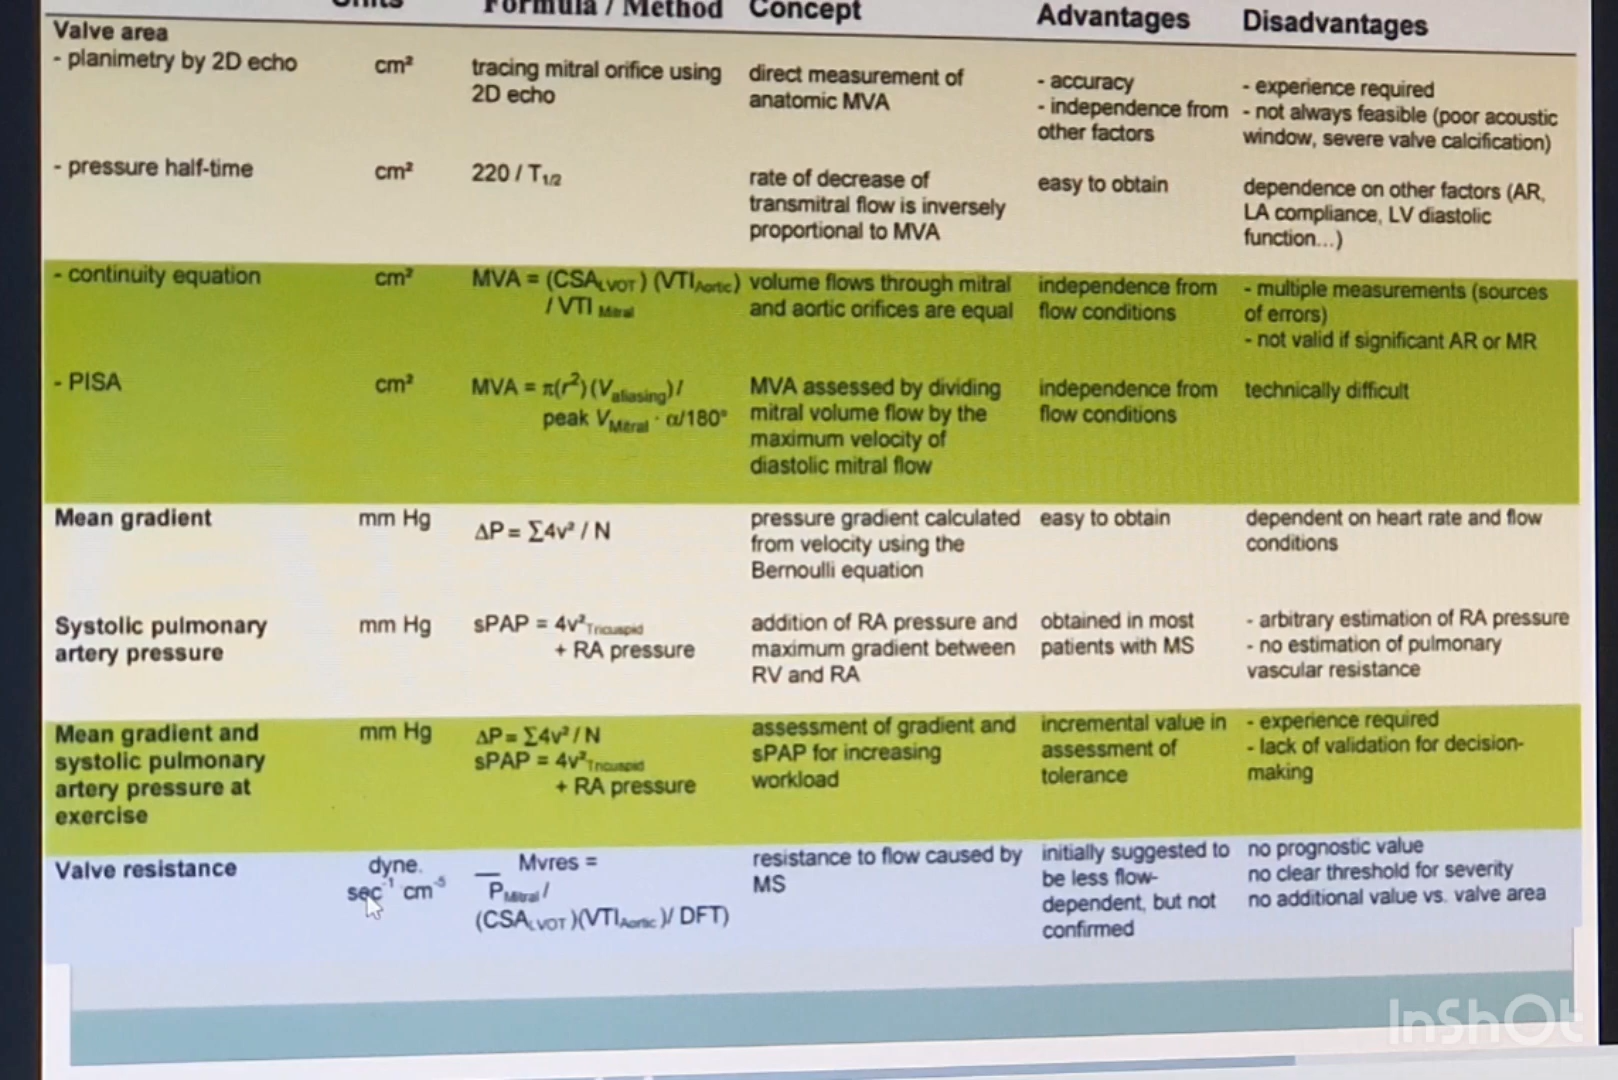 Units Formula / Method Concept Advantages Disadvantages
Valve area
- planimetry by 2D echo
cm²
tracing mitral orifice using
2D echo
direct measurement of
anatomic MVA
- accuracy
- independence from
other factors
- experience required
- not always feasible (poor acoustic
window, severe valve calcification)
- pressure half-time
cm²
220 / T1/2
rate of decrease of
transmitral flow is inversely
proportional to MVA
easy to obtain
dependence on other factors (AR,
LA compliance, LV diastolic
function...)
- continuity equation
cm²
MVA = (CSALVOT) (VTIAortic)
/ VTI Mitral
volume flows through mitral
and aortic orifices are equal
independence from
flow conditions
- multiple measurements (sources
of errors)
- not valid if significant AR or MR
- PISA
cm²
MVA = π(r²)(Valiasing)/
peak VMitral · α/180°
MVA assessed by dividing
mitral volume flow by the
maximum velocity of
diastolic mitral flow
independence from
flow conditions
technically difficult
Mean gradient
mm Hg
ΔP = ∑4v² / N
pressure gradient calculated
from velocity using the
Bernoulli equation
easy to obtain
dependent on heart rate and flow
conditions
Systolic pulmonary
artery pressure
mm Hg
sPAP = 4v²Tricuspid
+ RA pressure
addition of RA pressure and
maximum gradient between
RV and RA
obtained in most
patients with MS
- arbitrary estimation of RA pressure
- no estimation of pulmonary
vascular resistance
Mean gradient and
systolic pulmonary
artery pressure at
exercise
mm Hg
ΔP = ∑4v² / N
sPAP = 4v²Tricuspid
+ RA pressure
assessment of gradient and
sPAP for increasing
workload
incremental value in
assessment of
tolerance
- experience required
- lack of validation for decision-
making
Valve resistance
dyne.
sec⁻¹ cm⁻⁵
Mvres =
PMitral /
(CSALVOT)(VTIAortic)/ DFT)
resistance to flow caused by
MS
initially suggested to
be less flow-
dependent, but not
confirmed
no prognostic value
no clear threshold for severity
no additional value vs. valve area
InShOt